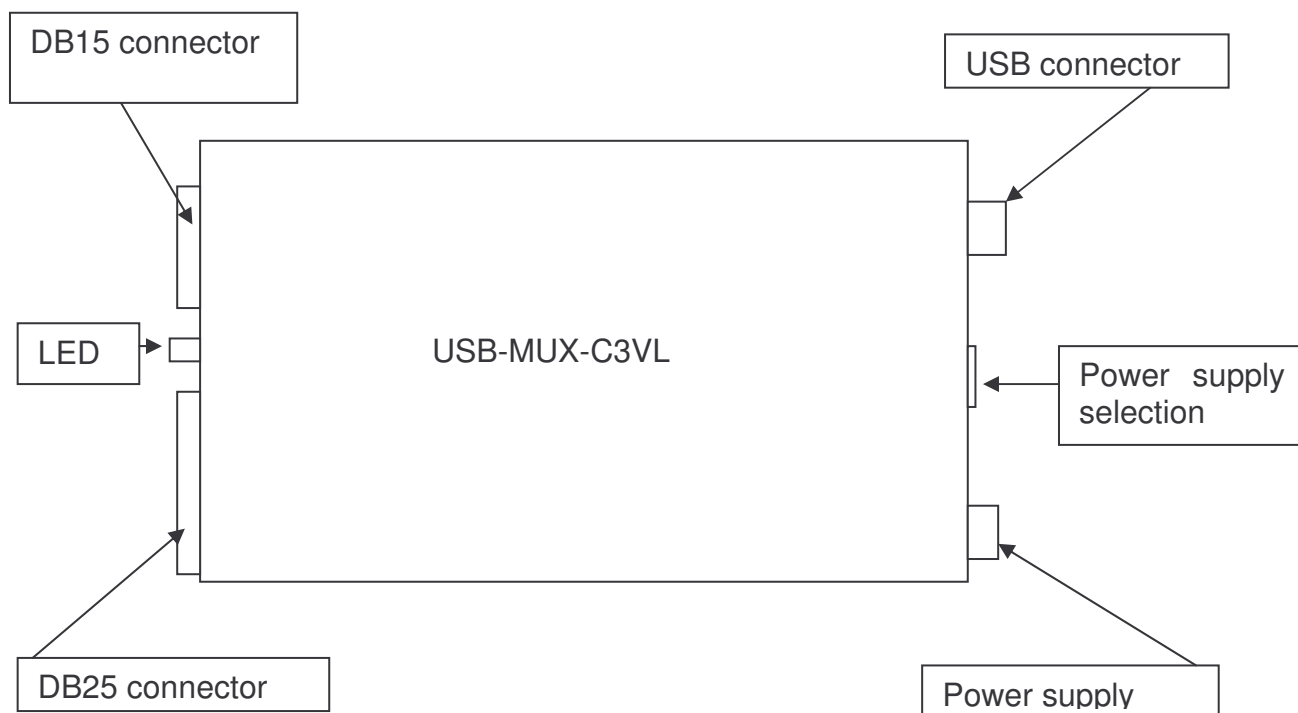 DB15 connector
USB connector
LED
USB-MUX-C3VL
Power supply
selection
DB25 connector
Power supply